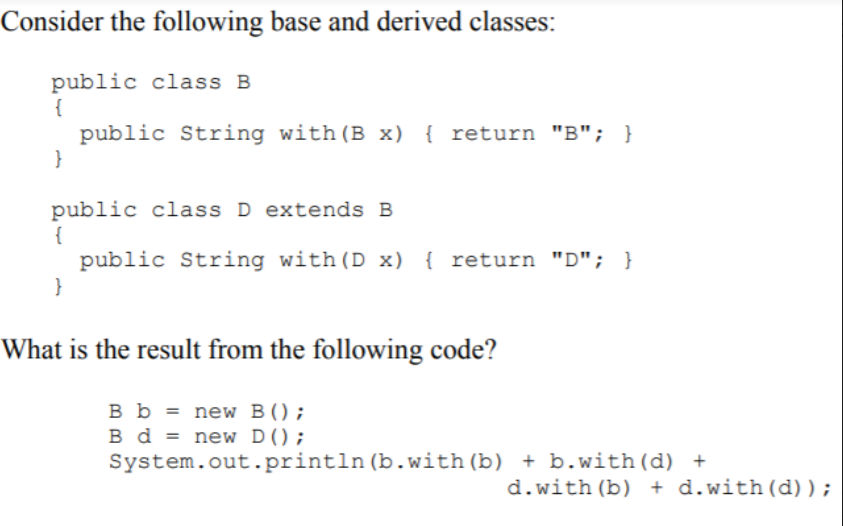 Consider the following base and derived classes:
public class B
{
public String with(B x) { return "B"; }
}
public class D extends B
{
public String with(D x) { return "D"; }
}
What is the result from the following code?
B b = new B();
B d = new D();
System.out.println(b.with(b) + b.with(d) +
d.with(b) + d.with(d));